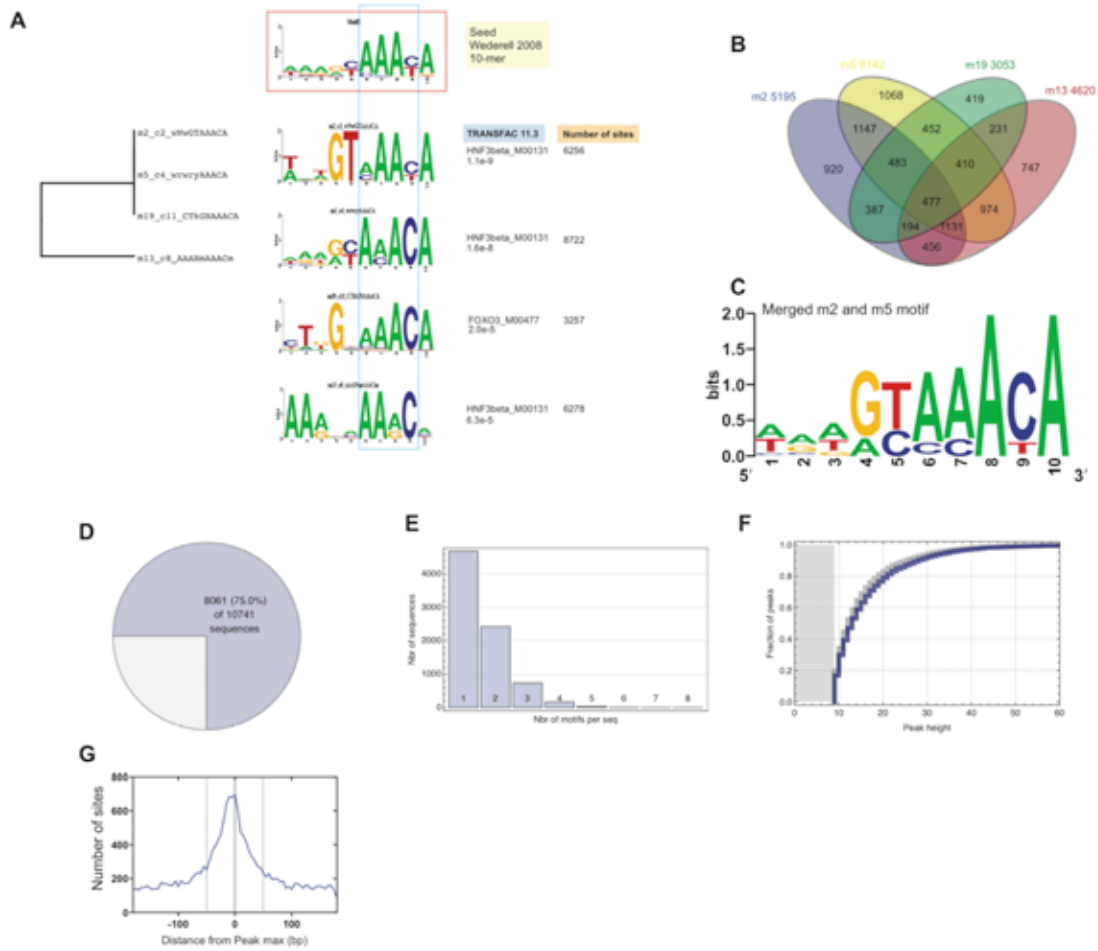 A
Seed
Wederell 2008
10-mer
m2_c2_wHwGTAAACA
m5_c4_wrwryAAACA
m19_c11_CTkGNAAACA
m13_c8_AAANmAAACm
TRANSFAC 11.3
Number of sites
HNF3beta_M00131
1.1e-9
6256
HNF3beta_M00131
1.6e-8
8722
FOXO3_M00477
2.0e-5
3257
HNF3beta_M00131
6.3e-5
6278
B
m2 5195
m5 6142
m19 3053
m13 4620
1068
419
1147
452
231
920
483
410
747
477
387
974
194
1131
456
C
Merged m2 and m5 motif
bits
2.0
1.5
1.0
0.5
0.0
5'
1 2 3 4 5 6 7 8 9 10
3'
D
8061 (75.0%)
of 10741
sequences
E
Nbr of sequences
4000
3000
2000
1000
0
1 2 3 4 5 6 7 8
Nbr of motifs per seq
F
Fraction of peaks
1.0
0.8
0.6
0.4
0.2
0.0
0 10 20 30 40 50 60
Peak height
G
Number of sites
800
600
400
200
0
-100 0 100
Distance from Peak max (bp)